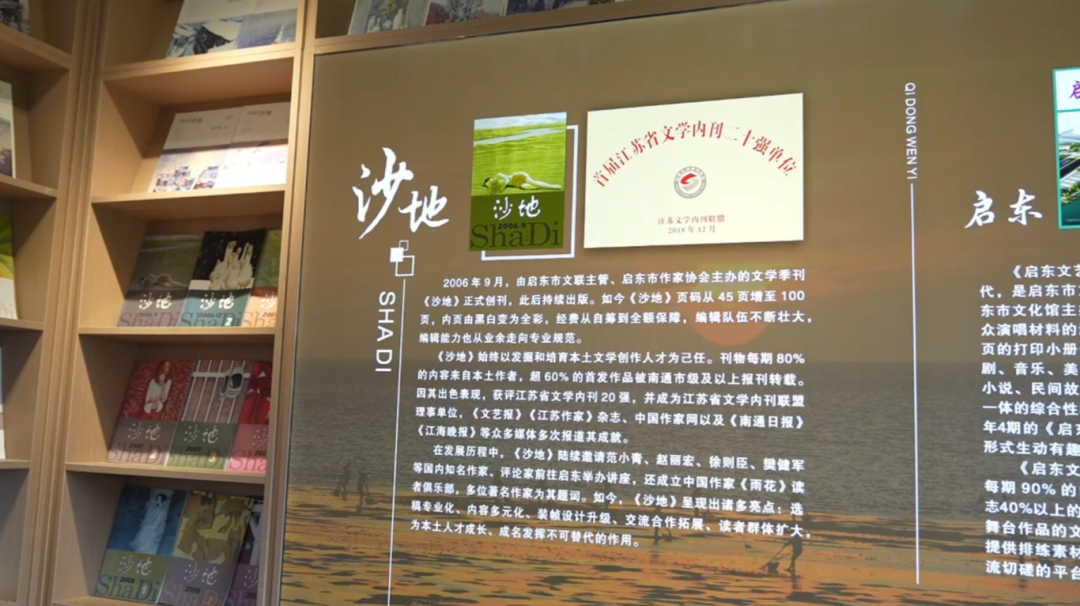 沙地
SHA DI
沙地
2006.9
ShaDi
首届江苏省文学内刊二十强单位
江苏文学内刊联盟
2018年12月
2006年9月，由启东市文联主管、启东市作家协会主办的文学季刊
《沙地》正式创刊，此后持续出版。如今《沙地》页码从45页增至100
页，内页由黑白变为全彩，经费从自筹到全额保障，编辑队伍不断壮大，
编辑能力也从业余走向专业规范。
《沙地》始终以发掘和培育本土文学创作人才为己任。刊物每期80%
的内容来自本土作者，超60%的首发作品被南通市级及以上报刊转载。
因其出色表现，获评江苏省文学内刊20强，并成为江苏省文学内刊联盟
理事单位，《文艺报》《江苏作家》杂志、中国作家网以及《南通日报》
《江海晚报》等众多媒体多次报道其成就。
在发展历程中，《沙地》陆续邀请范小青、赵丽宏、徐则臣、樊健军
等国内知名作家、评论家前往启东举办讲座，还成立中国作家《雨花》读
者俱乐部，多位著名作家为其题词。如今，《沙地》呈现出诸多亮点：选
稿专业化、内容多元化、装帧设计升级、交流合作拓展、读者群体扩大，
为本土人才成长、成名发挥不可替代的作用。
QI DONG WEN YI
启东
《启东文艺
代，是启东市
东市文化馆主
众演唱材料的
页的打印小册
剧、音乐、美
小说、民间故
一体的综合性
年4期的《启东
形式生动有趣
《启东文
每期90%的
志40%以上的
舞台作品的文
提供排练素材
流切磋的平台
沙地
ShaDi
沙地
ShaDi
沙地
ShaDi
沙地
沙地
2008
ShaDi
沙地
ShaDi